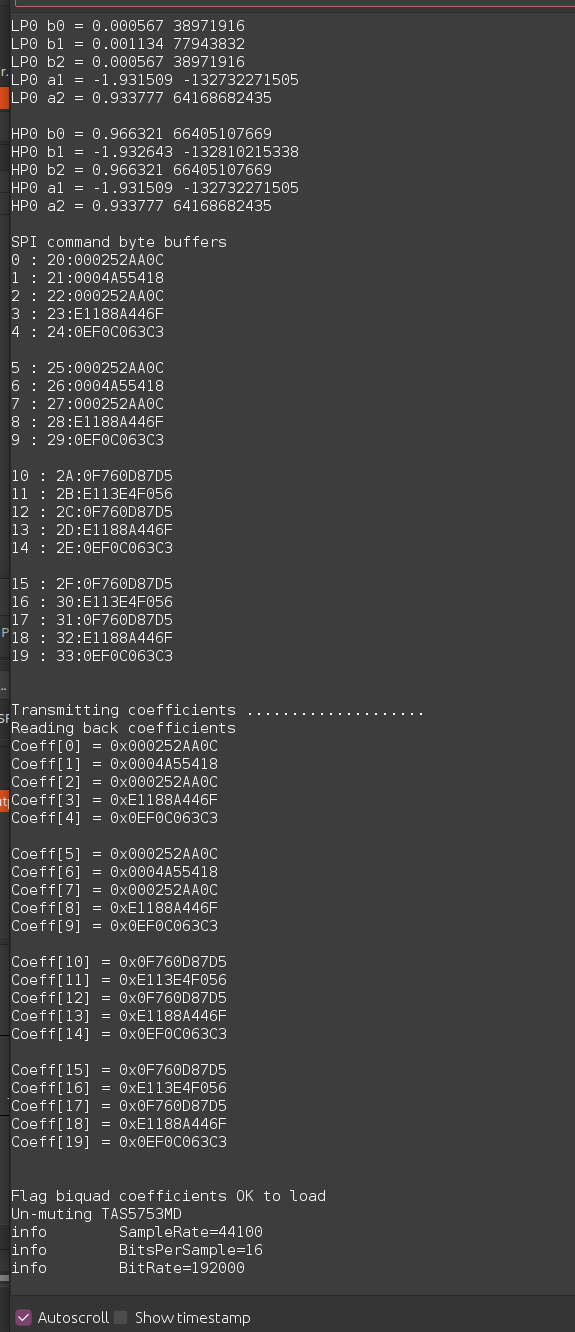 LP0 b0 = 0.000567 38971916
LP0 b1 = 0.001134 77943832
LP0 b2 = 0.000567 38971916
LP0 a1 = -1.931509 -132732271505
LP0 a2 = 0.933777 64168682435
HP0 b0 = 0.966321 66405107669
HP0 b1 = -1.932643 -132810215338
HP0 b2 = 0.966321 66405107669
HP0 a1 = -1.931509 -132732271505
HP0 a2 = 0.933777 64168682435
SPI command byte buffers
0 : 20:000252AA0C
1 : 21:0004A55418
2 : 22:000252AA0C
3 : 23:E1188A446F
4 : 24:0EF0C063C3
5 : 25:000252AA0C
6 : 26:0004A55418
7 : 27:000252AA0C
8 : 28:E1188A446F
9 : 29:0EF0C063C3
10 : 2A:0F760D87D5
11 : 2B:E113E4F056
12 : 2C:0F760D87D5
13 : 2D:E1188A446F
14 : 2E:0EF0C063C3
15 : 2F:0F760D87D5
16 : 30:E113E4F056
17 : 31:0F760D87D5
18 : 32:E1188A446F
19 : 33:0EF0C063C3
Transmitting coefficients ....................
Reading back coefficients
Coeff[0] = 0x000252AA0C
Coeff[1] = 0x0004A55418
Coeff[2] = 0x000252AA0C
Coeff[3] = 0xE1188A446F
Coeff[4] = 0x0EF0C063C3
Coeff[5] = 0x000252AA0C
Coeff[6] = 0x0004A55418
Coeff[7] = 0x000252AA0C
Coeff[8] = 0xE1188A446F
Coeff[9] = 0x0EF0C063C3
Coeff[10] = 0x0F760D87D5
Coeff[11] = 0xE113E4F056
Coeff[12] = 0x0F760D87D5
Coeff[13] = 0xE1188A446F
Coeff[14] = 0x0EF0C063C3
Coeff[15] = 0x0F760D87D5
Coeff[16] = 0xE113E4F056
Coeff[17] = 0x0F760D87D5
Coeff[18] = 0xE1188A446F
Coeff[19] = 0x0EF0C063C3
Flag biquad coefficients OK to load
Un-muting TAS5753MD
info SampleRate=44100
info BitsPerSample=16
info BitRate=192000
Autoscroll Show timestamp